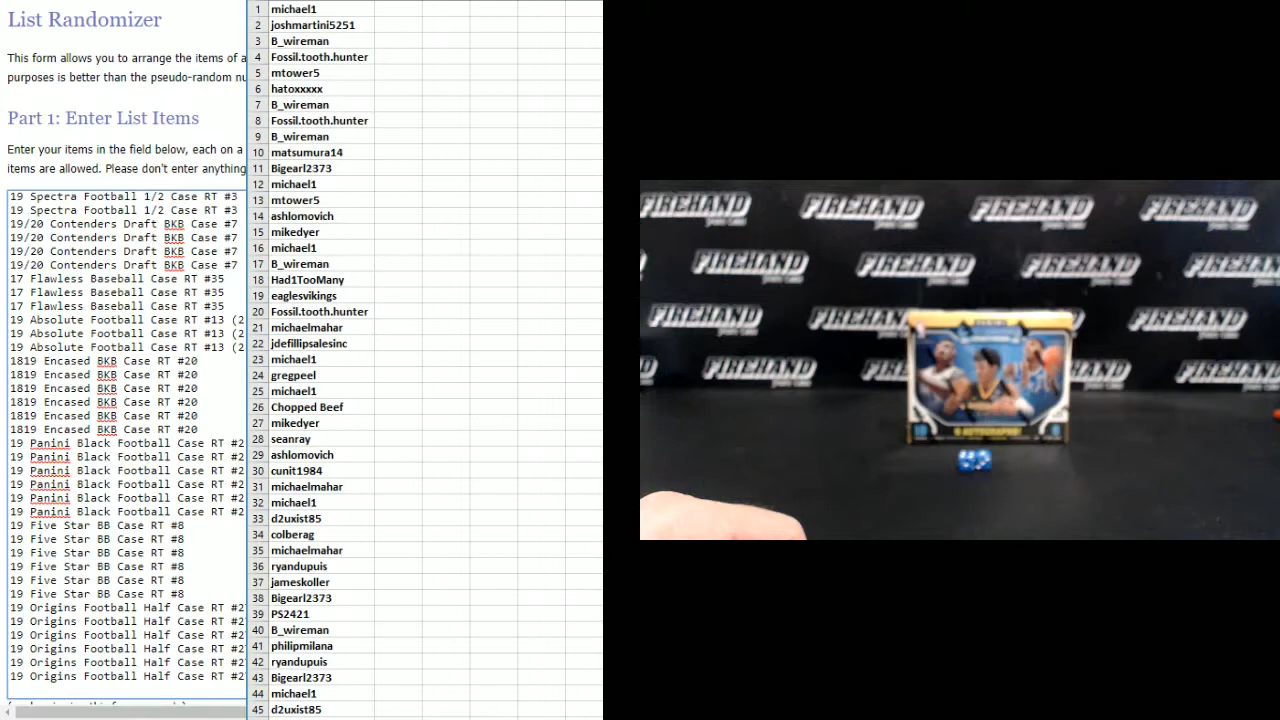 List Randomizer
This form allows you to arrange the items of a
purposes is better than the pseudo-random nu
Part 1: Enter List Items
Enter your items in the field below, each on a
items are allowed. Please don't enter anything
19 Spectra Football 1/2 Case RT #3
19 Spectra Football 1/2 Case RT #3
19/20 Contenders Draft BKB Case #7
19/20 Contenders Draft BKB Case #7
19/20 Contenders Draft BKB Case #7
19/20 Contenders Draft BKB Case #7
17 Flawless Baseball Case RT #35
17 Flawless Baseball Case RT #35
17 Flawless Baseball Case RT #35
19 Absolute Football Case RT #13 (2
19 Absolute Football Case RT #13 (2
19 Absolute Football Case RT #13 (2
1819 Encased BKB Case RT #20
1819 Encased BKB Case RT #20
1819 Encased BKB Case RT #20
1819 Encased BKB Case RT #20
1819 Encased BKB Case RT #20
1819 Encased BKB Case RT #20
19 Panini Black Football Case RT #2
19 Panini Black Football Case RT #2
19 Panini Black Football Case RT #2
19 Panini Black Football Case RT #2
19 Panini Black Football Case RT #2
19 Panini Black Football Case RT #2
19 Five Star BB Case RT #8
19 Five Star BB Case RT #8
19 Five Star BB Case RT #8
19 Five Star BB Case RT #8
19 Five Star BB Case RT #8
19 Five Star BB Case RT #8
19 Origins Football Half Case RT #2
19 Origins Football Half Case RT #2
19 Origins Football Half Case RT #2
19 Origins Football Half Case RT #2
19 Origins Football Half Case RT #2
19 Origins Football Half Case RT #2
1 michael1
2 joshmartini5251
3 B_wireman
4 Fossil.tooth.hunter
5 mtower5
6 hatoxxxxx
7 B_wireman
8 Fossil.tooth.hunter
9 B_wireman
10 matsumura14
11 Bigearl2373
12 michael1
13 mtower5
14 ashlomovich
15 mikedyer
16 michael1
17 B_wireman
18 Had1TooMany
19 eaglesvikings
20 Fossil.tooth.hunter
21 michaelmahar
22 jdefillipsalesinc
23 michael1
24 gregpeel
25 michael1
26 Chopped Beef
27 mikedyer
28 seanray
29 ashlomovich
30 cunit1984
31 michaelmahar
32 michael1
33 d2uxist85
34 colberag
35 michaelmahar
36 ryandupuis
37 jameskoller
38 Bigearl2373
39 PS2421
40 B_wireman
41 philipmilana
42 ryandupuis
43 Bigearl2373
44 michael1
45 d2uxist85
FIREHAND FIREHAND FIREHAND FIREHAND
FIREHAND FIREHAND FIREHAND
FIREHAND FIREHAND FIREHAND
FIREHAND FIREHAND FIREHAND